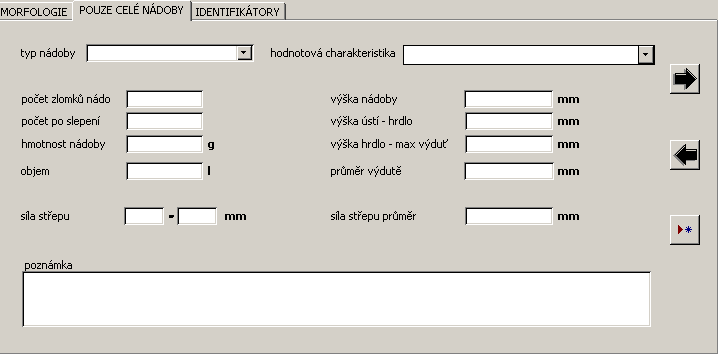 MORFOLOGIE POUZE CELÉ NÁDOBY IDENTIFIKÁTORY
typ nádoby hodnotová charakteristika
počet zlomků nádo výška nádoby mm
počet po slepení výška ústí - hrdlo mm
hmotnost nádoby g výška hrdlo - max výduť mm
objem l průměr výdutě mm
síla střepu - mm síla střepu průměr mm
poznámka